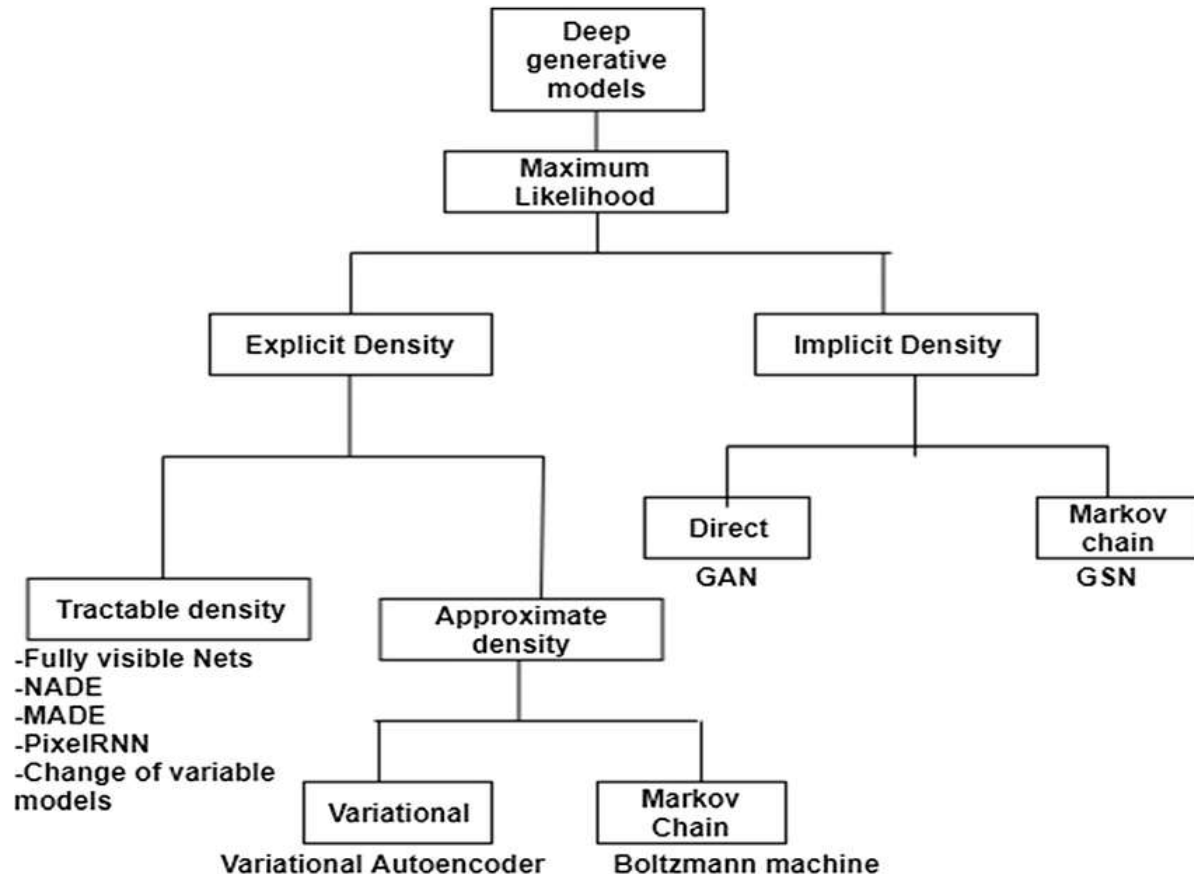 Deep
generative
models
Maximum
Likelihood
Explicit Density
Implicit Density
Direct
GAN
Markov
chain
GSN
Tractable density
-Fully visible Nets
-NADE
-MADE
-PixelRNN
-Change of variable
models
Approximate
density
Variational
Variational Autoencoder
Markov
Chain
Boltzmann machine